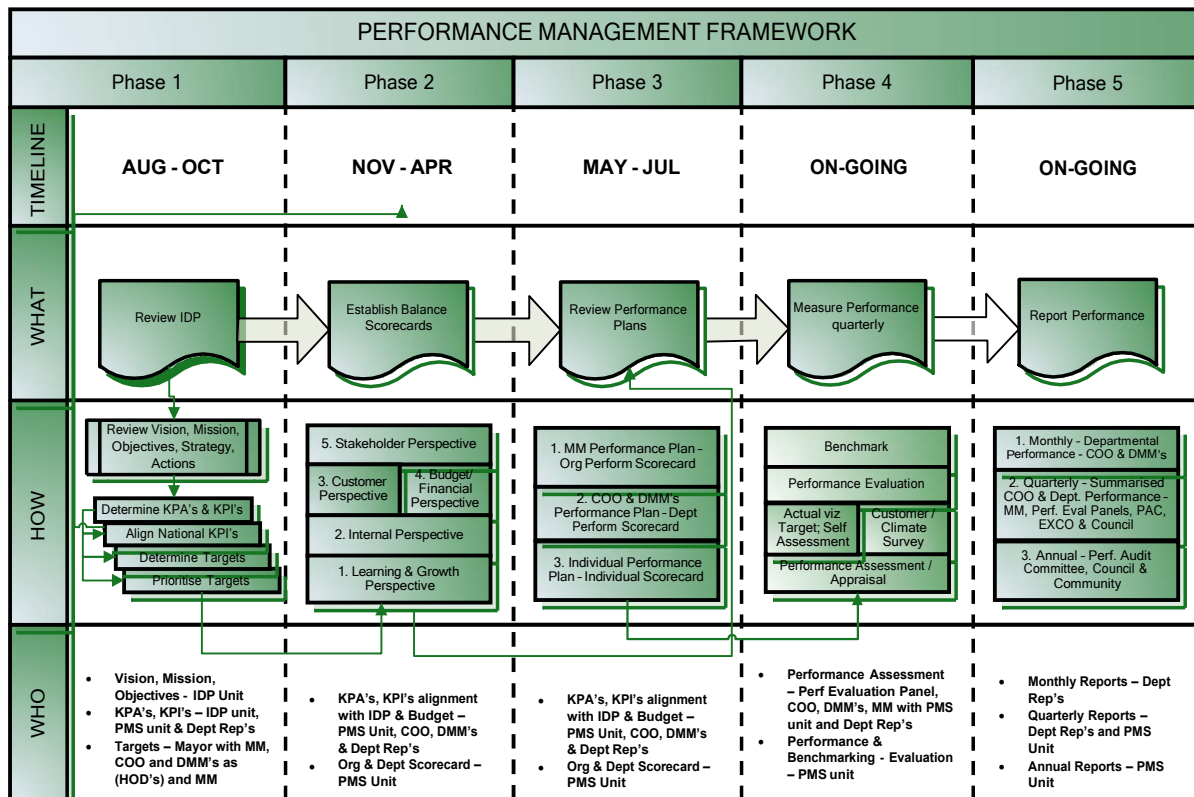 PERFORMANCE MANAGEMENT FRAMEWORK
Phase 1
Phase 2
Phase 3
Phase 4
Phase 5
TIMELINE
AUG - OCT
NOV - APR
MAY - JUL
ON-GOING
ON-GOING
WHAT
Review IDP
Establish Balance
Scorecards
Review Performance
Plans
Measure Performance
quarterly
Report Performance
HOW
Review Vision, Mission,
Objectives, Strategy,
Actions
Determine KPA's & KPI's
Align National KPI's
Determine Targets
Prioritise Targets
5. Stakeholder Perspective
3. Customer
Perspective
4. Budget/
Financial
Perspective
2. Internal Perspective
1. Learning & Growth
Perspective
1. MM Performance Plan -
Org Perform Scorecard
2. COO & DMM's
Performance Plan - Dept
Perform Scorecard
3. Individual Performance
Plan - Individual Scorecard
Benchmark
Performance Evaluation
Actual viz
Target; Self
Assessment
Customer /
Climate
Survey
Performance Assessment /
Appraisal
1. Monthly - Departmental
Performance - COO & DMM's
2. Quarterly - Summarised
COO & Dept. Performance -
MM, Perf. Eval Panels, PAC,
EXCO & Council
3. Annual - Perf. Audit
Committee, Council &
Community
WHO
• Vision, Mission,
Objectives - IDP Unit
• KPA's, KPI's – IDP unit,
PMS unit & Dept Rep's
• Targets – Mayor with MM,
COO and DMM's as
(HOD's) and MM
• KPA's, KPI's alignment
with IDP & Budget –
PMS Unit, COO, DMM's
& Dept Rep's
• Org & Dept Scorecard –
PMS Unit
• KPA's, KPI's alignment
with IDP & Budget –
PMS Unit, COO, DMM's
& Dept Rep's
• Org & Dept Scorecard –
PMS Unit
• Performance Assessment
– Perf Evaluation Panel,
COO, DMM's, MM with PMS
unit and Dept Rep's
• Performance &
Benchmarking - Evaluation
– PMS unit
• Monthly Reports – Dept
Rep's
• Quarterly Reports –
Dept Rep's and PMS
Unit
• Annual Reports – PMS
Unit